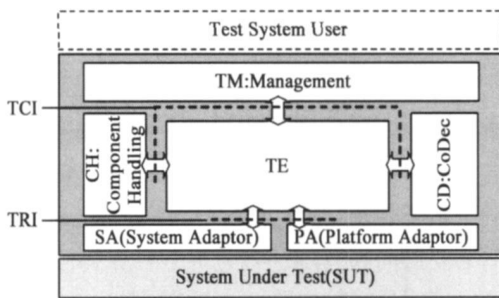 Test System User
TM:Management
TCI
CH:
Component
Handling
TE
CD:CoDec
TRI
SA(System Adaptor)
PA(Platform Adaptor)
System Under Test(SUT)